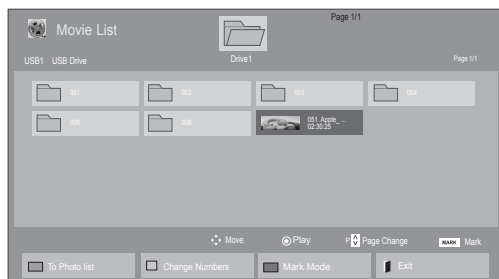 Movie List
Page 1/1
USB1 USB Drive
Drive1
Page 1/1
001
002
003
004
005
006
051. Apple_ ...
02:30:25
Move
Play
P Page Change
MARK Mark
To Photo list
Change Numbers
Mark Mode
Exit